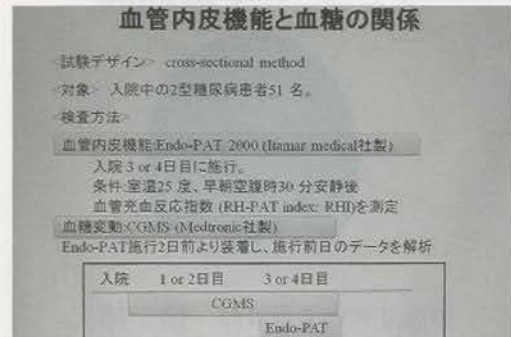 血管内皮機能と血糖の関係
<試験デザイン> cross-sectional method
<対象> 入院中の2型糖尿病患者51 名。
<検査方法>
血管内皮機能:Endo-PAT 2000 (Itamar medical社製)
入院 3 or 4日目に施行。
条件:室温25 度、早朝空腹時30 分安静後
血管充血反応指数 (RH-PAT index: RHI)を測定
血糖変動:CGMS (Medtronic社製)
Endo-PAT施行2日前より装着し、施行前日のデータを解析
入院 1 or 2日目 3 or 4日目
CGMS
Endo-PAT